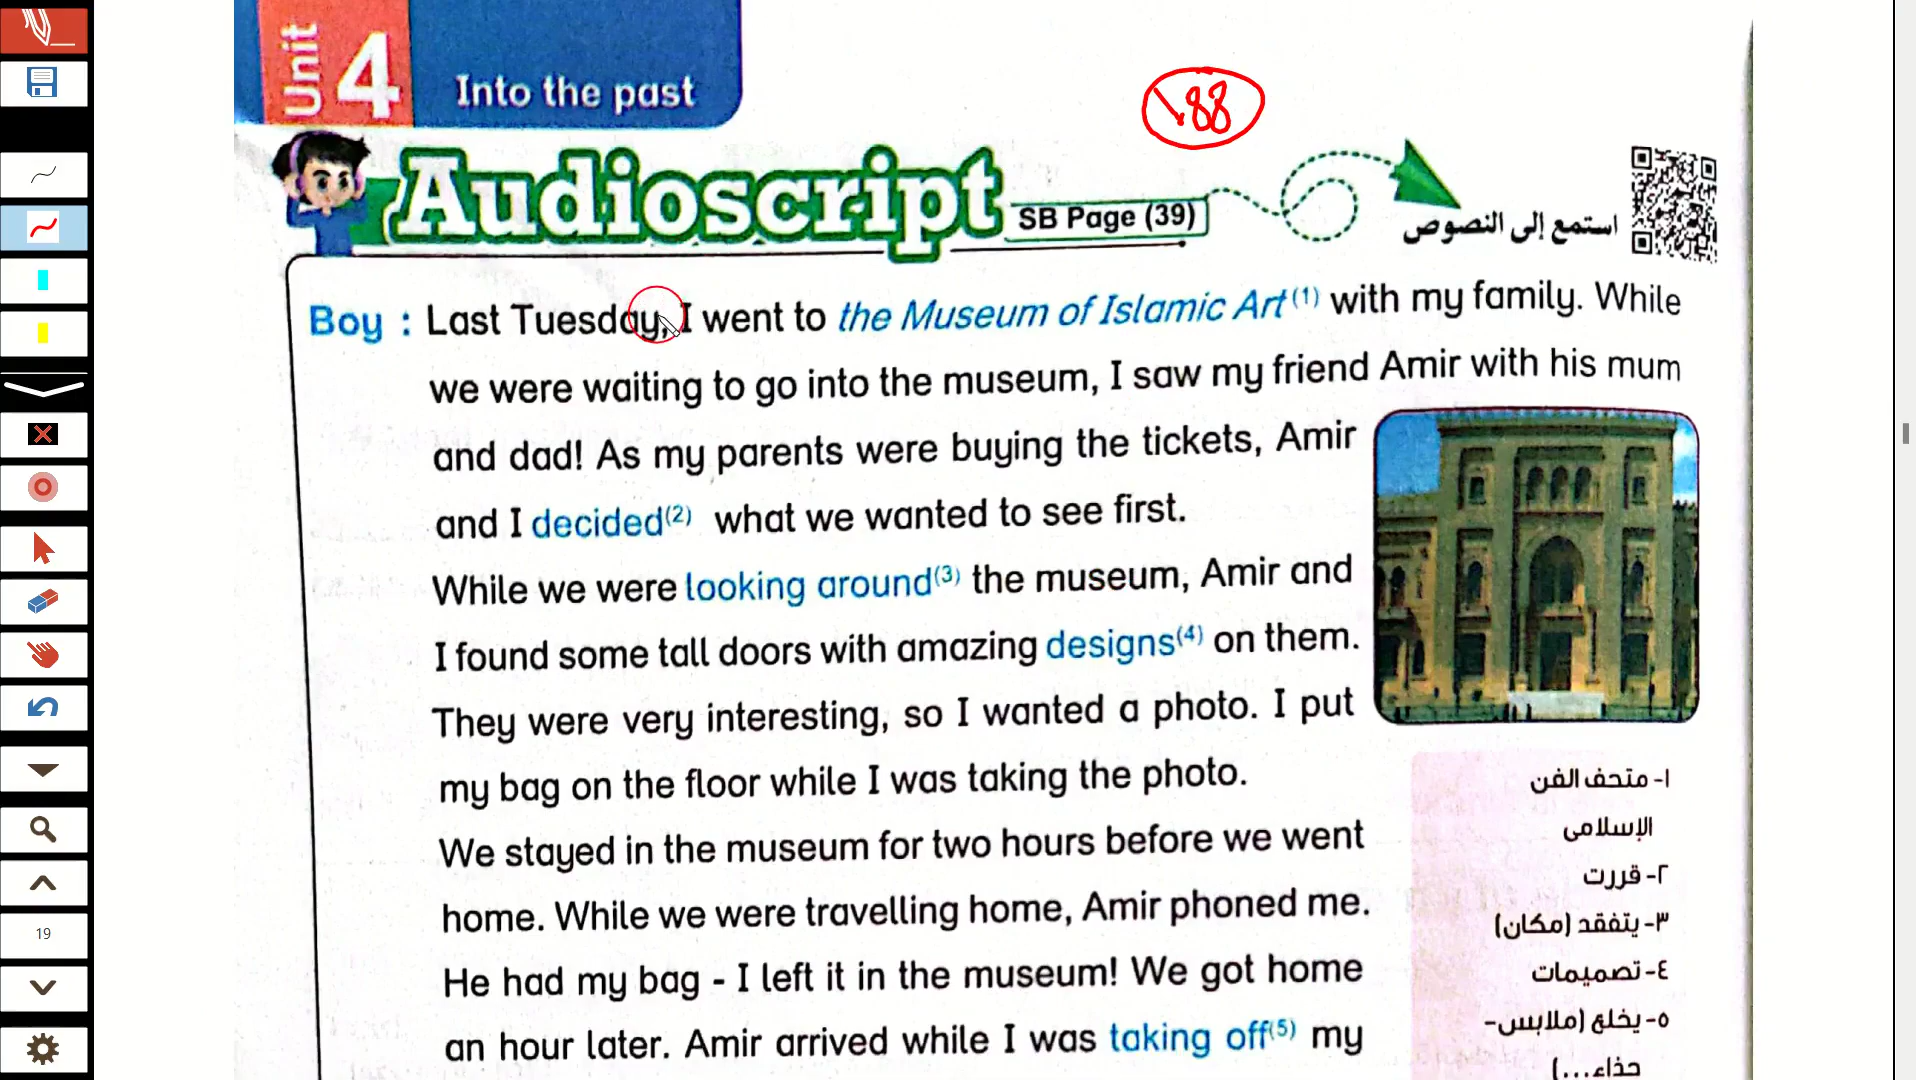 Unit 4
Into the past
88
Audioscript
SB Page (39)
استمع إلى النصوص
Boy : Last Tuesday, I went to the Museum of Islamic Art(1) with my family. While
we were waiting to go into the museum, I saw my friend Amir with his mum
and dad! As my parents were buying the tickets, Amir
and I decided(2) what we wanted to see first.
While we were looking around(3) the museum, Amir and
I found some tall doors with amazing designs(4) on them.
They were very interesting, so I wanted a photo. I put
my bag on the floor while I was taking the photo.
We stayed in the museum for two hours before we went
home. While we were travelling home, Amir phoned me.
He had my bag - I left it in the museum! We got home
an hour later. Amir arrived while I was taking off(5) my
١- متحف الفن
الإسلامى
٢- قررت
٣- يتفقد (مكان)
٤- تصميمات
٥- يخلع (ملابس-
حذاء...)
19